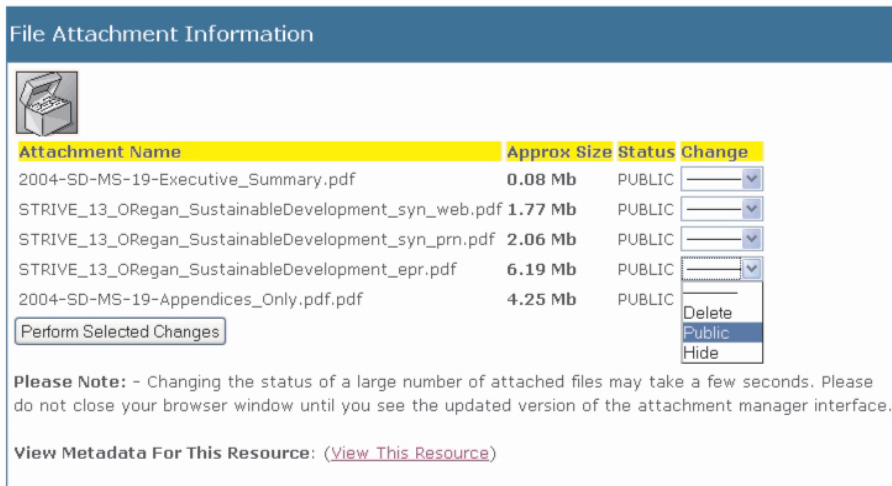 File Attachment Information
Attachment Name Approx Size Status Change
2004-SD-MS-19-Executive_Summary.pdf 0.08 Mb PUBLIC
STRIVE_13_ORegan_SustainableDevelopment_syn_web.pdf 1.77 Mb PUBLIC
STRIVE_13_ORegan_SustainableDevelopment_syn_prn.pdf 2.06 Mb PUBLIC
STRIVE_13_ORegan_SustainableDevelopment_epr.pdf 6.19 Mb PUBLIC
2004-SD-MS-19-Appendices_Only.pdf.pdf 4.25 Mb PUBLIC
Delete
Public
Hide
Perform Selected Changes
Please Note: - Changing the status of a large number of attached files may take a few seconds. Please
do not close your browser window until you see the updated version of the attachment manager interface.
View Metadata For This Resource: (View This Resource)